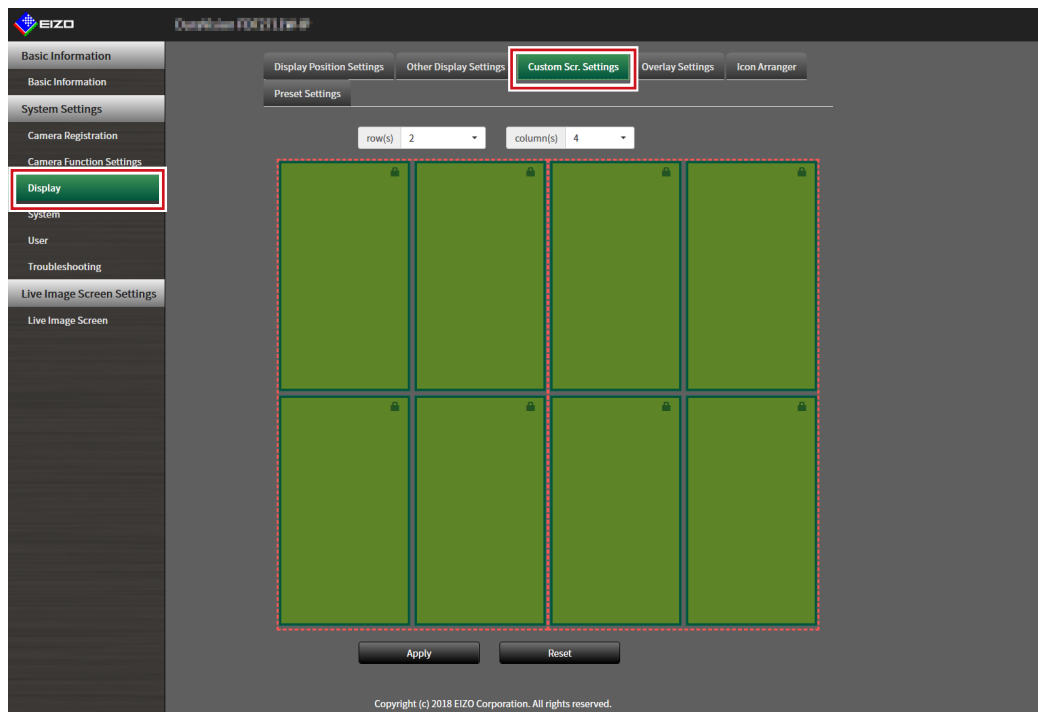 EIZO
Basic Information
Basic Information
System Settings
Camera Registration
Camera Function Settings
Display
System
User
Troubleshooting
Live Image Screen Settings
Live Image Screen
Display Position Settings Other Display Settings Custom Scr. Settings Overlay Settings Icon Arranger
Preset Settings
row(s) 2 column(s) 4
Apply Reset
Copyright (c) 2018 EIZO Corporation. All rights reserved.